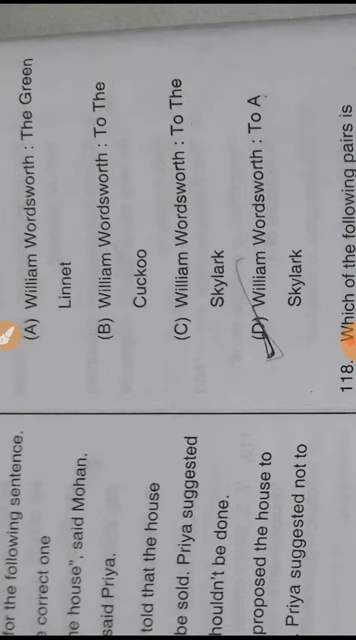 (A) William Wordsworth : The Green
Linnet
(B) William Wordsworth : To The
Cuckoo
(C) William Wordsworth : To The
Skylark
(D) William Wordsworth : To A
Skylark
118. Which of the following pairs is
for the following sentence.
correct one
house", said Mohan.
said Priya.
told that the house
be sold. Priya suggested
houldn't be done.
proposed the house to
Priya suggested not to